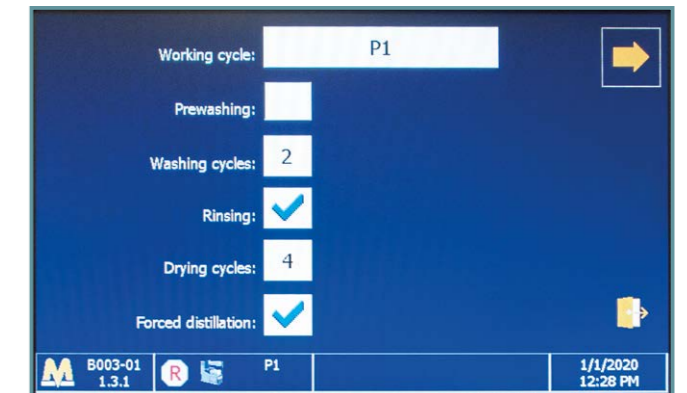 Working cycle: P1
Prewashing:
Washing cycles: 2
Rinsing:
Drying cycles: 4
Forced distillation:
B003-01
1.3.1
R
P1
1/1/2020
12:28 PM